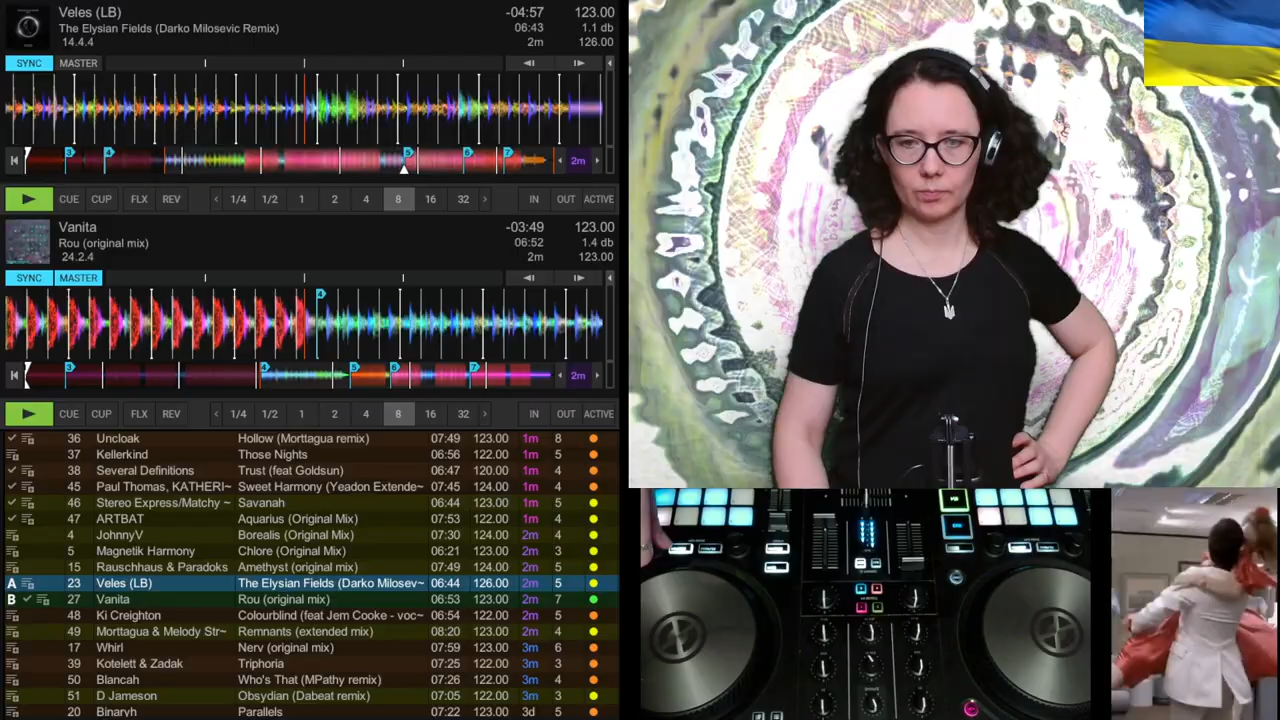 Veles (LB) -04:57 123.00
The Elysian Fields (Darko Milosevic Remix) 06:43 1.1 db
14.4.4 2m 126.00
SYNC MASTER
3 4 5 6 7 2m
CUE CUP FLX REV 1/4 1/2 1 2 4 8 16 32 IN OUT ACTIVE
Vanita -03:49 123.00
Rou (original mix) 06:52 1.4 db
24.2.4 2m 123.00
SYNC MASTER
4
3 4 5 6 7 2m
CUE CUP FLX REV 1/4 1/2 1 2 4 8 16 32 IN OUT ACTIVE
36 Uncloak Hollow (Morttagua remix) 07:49 123.00 1m 8
37 Kellerkind Those Nights 06:56 122.00 1m 5
38 Several Definitions Trust (feat Goldsun) 06:47 120.00 1m 4
45 Paul Thomas, KATHERI~ Sweet Harmony (Yeadon Extende~ 07:45 124.00 1m 4
46 Stereo Express/Matchy ~ Savanah 06:44 123.00 1m 5
47 ARTBAT Aquarius (Original Mix) 07:53 122.00 1m 4
4 JohnnyV Borealis (Original Mix) 07:30 124.00 2m 4
5 Magnetik Harmony Chlore (Original Mix) 06:21 123.00 2m 4
15 Rauschhaus & Paradoks Amethyst (original mix) 07:49 123.00 2m 4
A 23 Veles (LB) The Elysian Fields (Darko Milosev~ 06:44 126.00 2m 5
B 27 Vanita Rou (original mix) 06:53 123.00 2m 7
48 Ki Creighton Colourblind (feat Jem Cooke - voc~ 06:54 122.00 2m 4
49 Morttagua & Melody Str~ Remnants (extended mix) 08:20 123.00 2m 4
17 Whirl Nerv (original mix) 07:59 123.00 3m 6
39 Kotelett & Zadak Triphoria 07:25 122.00 3m 3
50 Blancah Who's That (MPathy remix) 07:26 123.00 3m 4
51 D Jameson Obsydian (Dabeat remix) 07:05 122.00 3m 3
20 Binaryh Parallels 07:22 123.00 3d 5